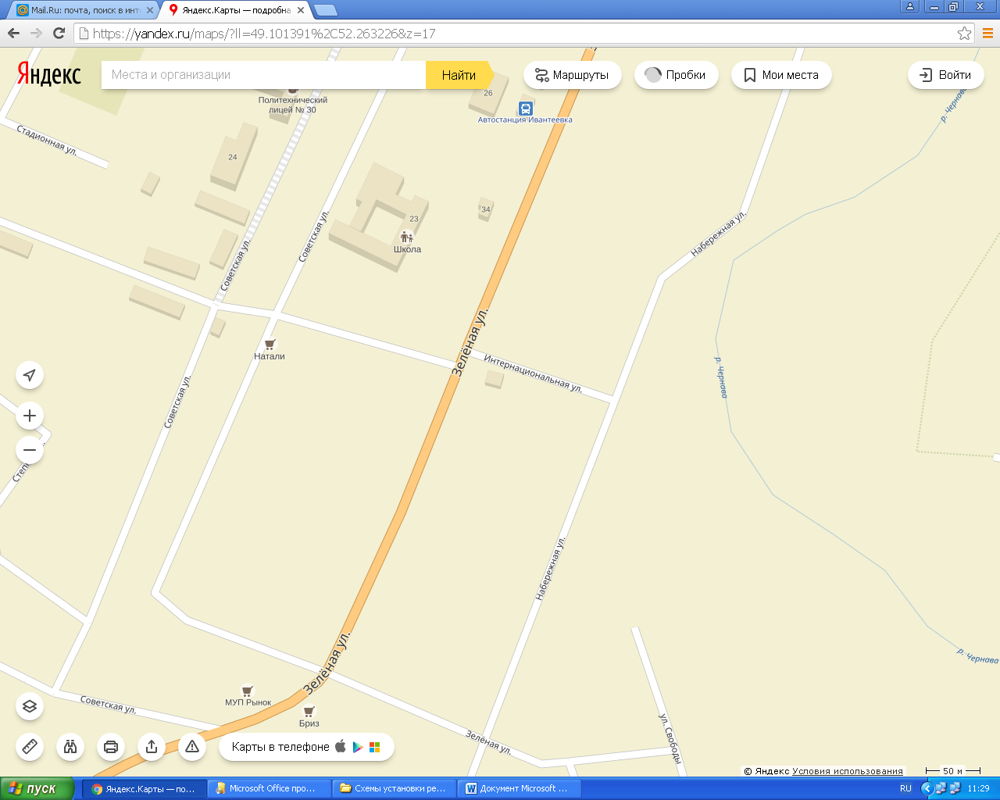 Mail.Ru: почта, поиск в инте
Яндекс.Карты — подробна
https://yandex.ru/maps/?ll=49.101391%2C52.263226&z=17
Яндекс
Места и организации
Найти
Маршруты
Пробки
Мои места
Войти
Политехнический
лицей № 30
26
Автостанция Ивантеевка
р. Чернава
Стадионная ул.
24
23
34
Школа
Советская ул.
Советская ул.
Набережная ул.
Зелёная ул.
Натали
Интернациональная ул.
р. Чернава
Советская ул.
Степ
Набережная ул.
Зелёная ул.
р. Чернава
МУП Рынок
Бриз
Советская ул.
Зелёная ул.
ул. Свободы
Карты в телефоне
© Яндекс Условия использования
50 м
пуск
Яндекс.Карты — по...
Microsoft Office про...
Схемы установки ре...
Документ Microsoft ...
RU
11:29